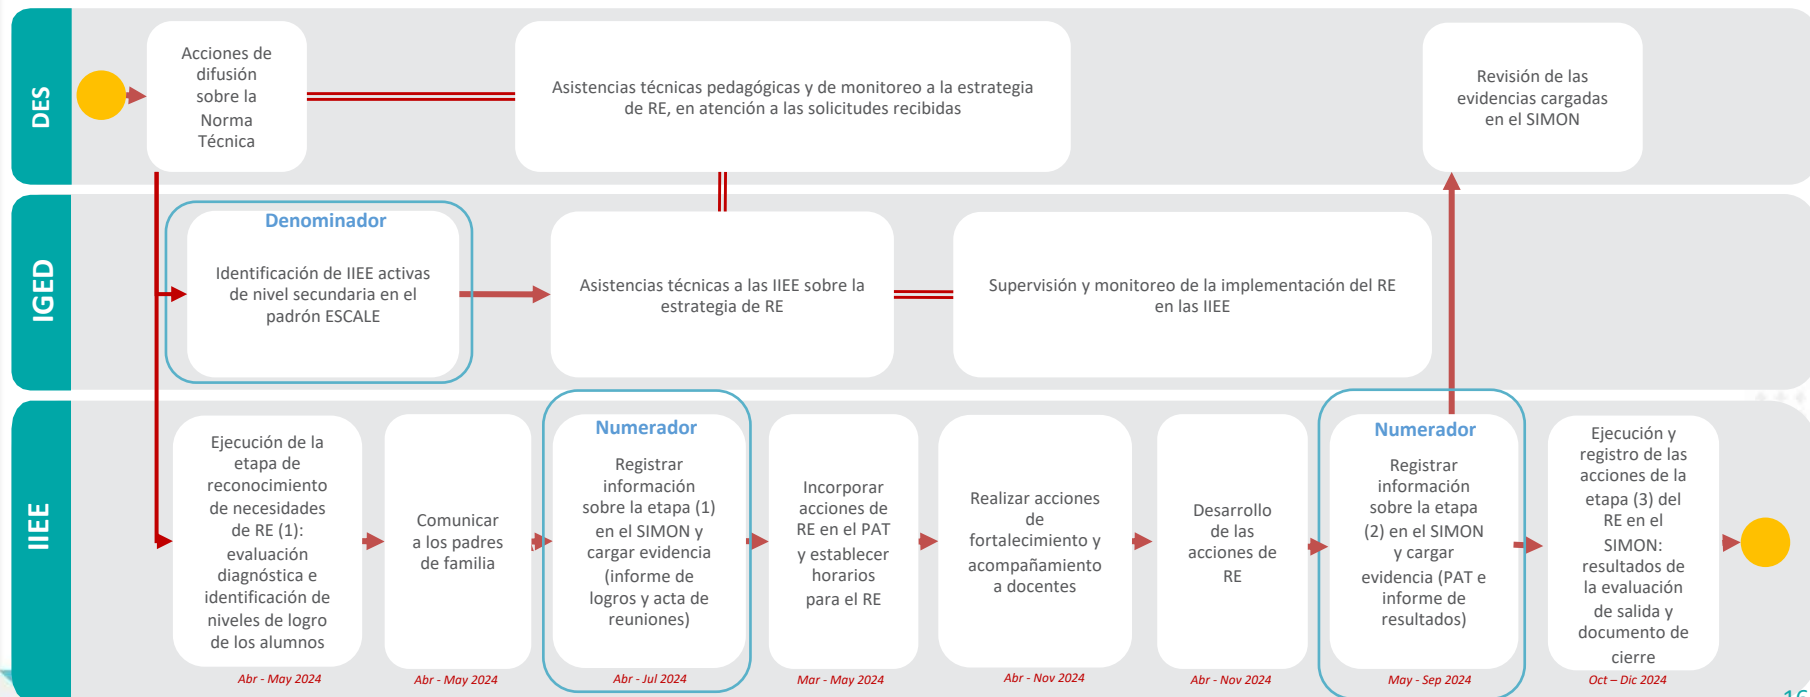 DES
Acciones de
difusión
sobre la
Norma
Técnica
Asistencias técnicas pedagógicas y de monitoreo a la estrategia
de RE, en atención a las solicitudes recibidas
Revisión de las
evidencias cargadas
en el SIMON
IGED
Denominador
Identificación de IIEE activas
de nivel secundaria en el
padrón ESCALE
Asistencias técnicas a las IIEE sobre la
estrategia de RE
Supervisión y monitoreo de la implementación del RE
en las IIEE
IIEE
Ejecución de la
etapa de
reconocimiento
de necesidades
de RE (1):
evaluación
diagnóstica e
identificación de
niveles de logro
de los alumnos
Abr - May 2024
Comunicar
a los padres
de familia
Abr - May 2024
Numerador
Registrar
información
sobre la etapa (1)
en el SIMON y
cargar evidencia
(informe de
logros y acta de
reuniones)
Abr - Jul 2024
Incorporar
acciones de
RE en el PAT
y establecer
horarios
para el RE
Mar - May 2024
Realizar acciones
de
fortalecimiento y
acompañamiento
a docentes
Abr - Nov 2024
Desarrollo
de las
acciones de
RE
Abr - Nov 2024
Numerador
Registrar
información
sobre la etapa
(2) en el SIMON
y cargar
evidencia (PAT e
informe de
resultados)
May - Sep 2024
Ejecución y
registro de las
acciones de la
etapa (3) del
RE en el
SIMON:
resultados de
la evaluación
de salida y
documento de
cierre
Oct – Dic 2024
16